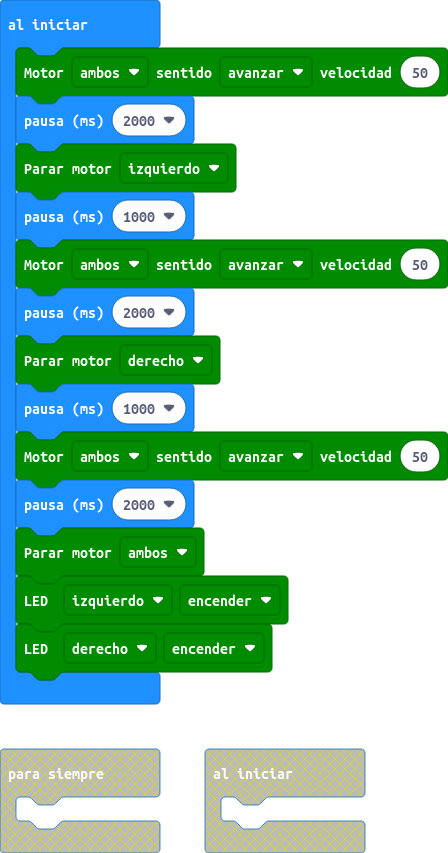 al iniciar
Motor ambos sentido avanzar velocidad 50
pausa (ms) 2000
Parar motor izquierdo
pausa (ms) 1000
Motor ambos sentido avanzar velocidad 50
pausa (ms) 2000
Parar motor derecho
pausa (ms) 1000
Motor ambos sentido avanzar velocidad 50
pausa (ms) 2000
Parar motor ambos
LED izquierdo encender
LED derecho encender
para siempre al iniciar